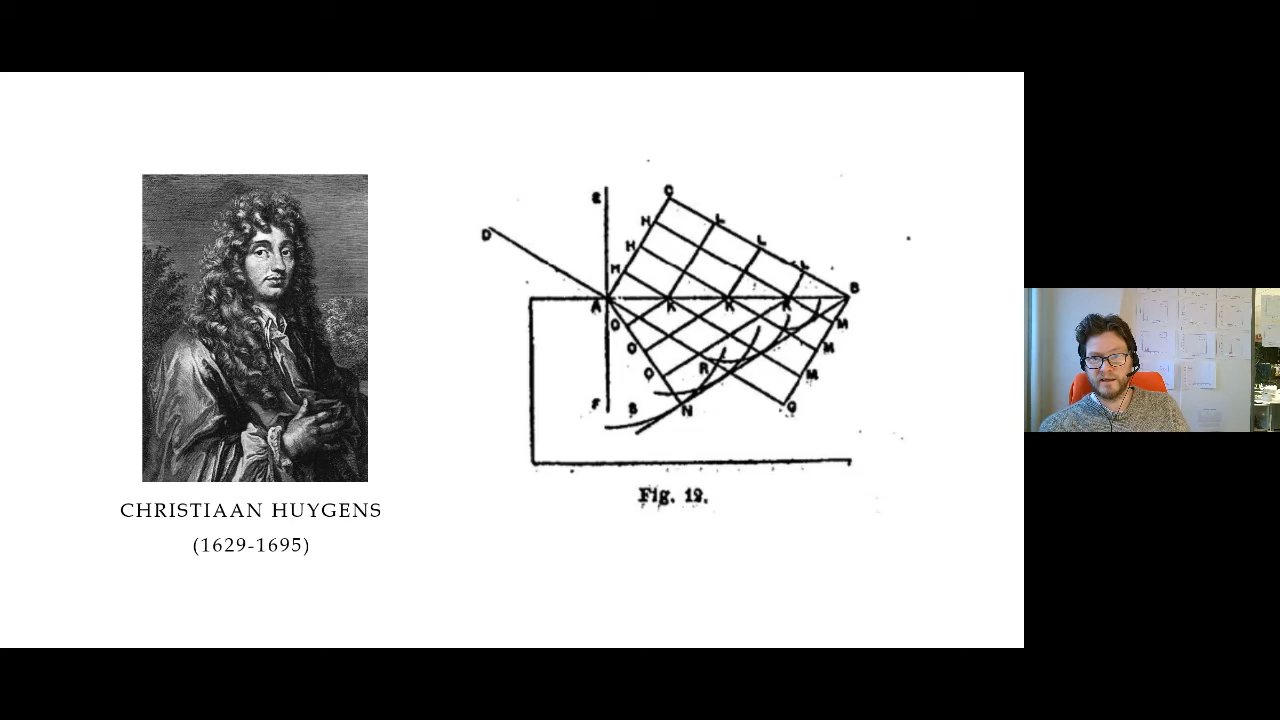 C
E
H
L
D
H
L
H
L
B
A
K
K
K
O
M
O
M
O
R
M
F
S
N
G
Fig. 12.
CHRISTIAAN HUYGENS
(1629-1695)